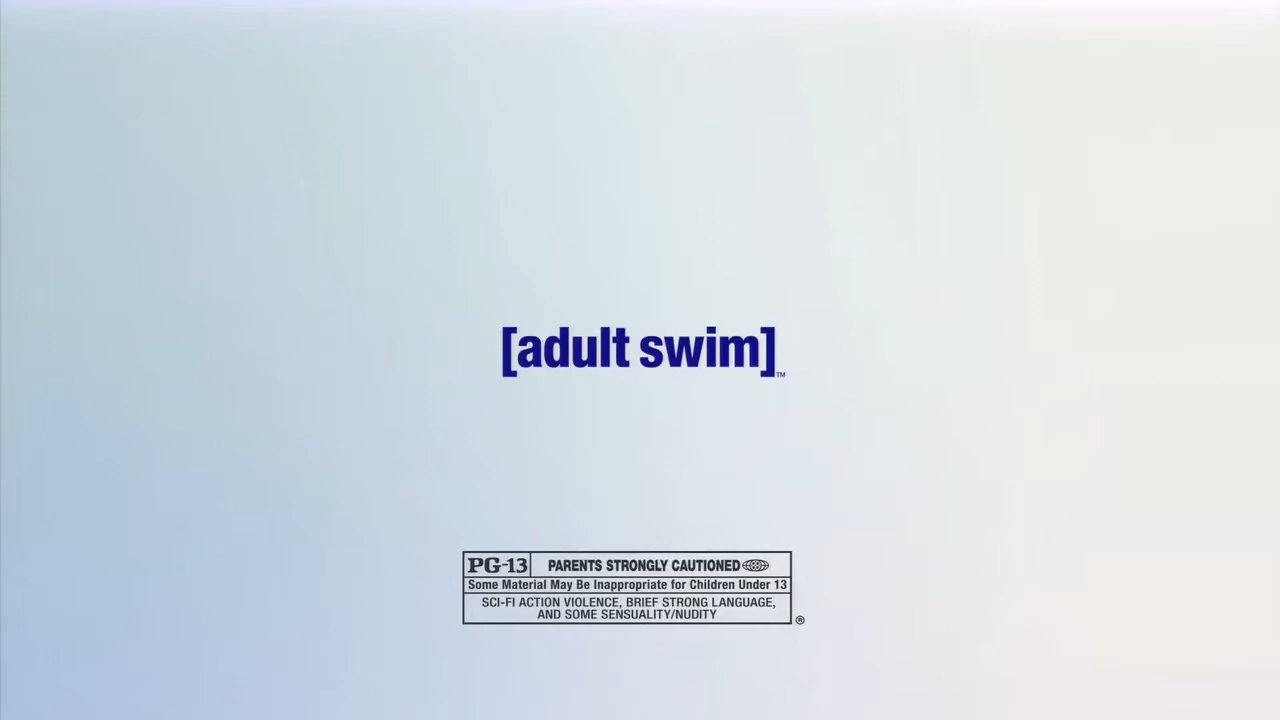 [adult swim]™
PG-13 PARENTS STRONGLY CAUTIONED
Some Material May Be Inappropriate for Children Under 13
SCI-FI ACTION VIOLENCE, BRIEF STRONG LANGUAGE,
AND SOME SENSUALITY/NUDITY
®